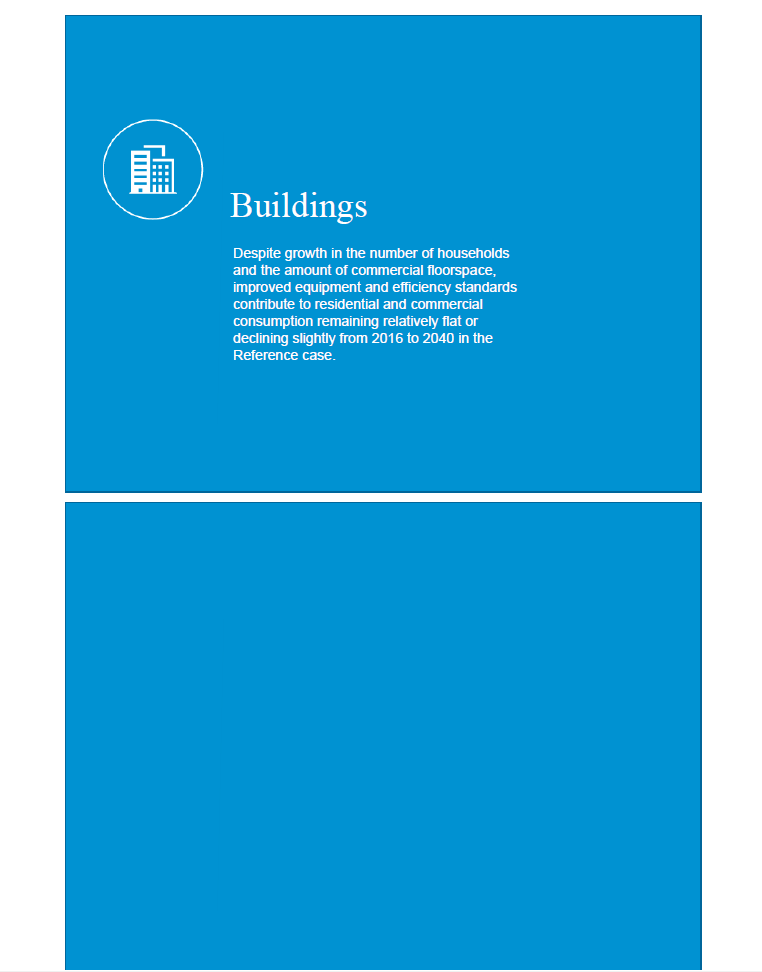 Buildings
Despite growth in the number of households
and the amount of commercial floorspace,
improved equipment and efficiency standards
contribute to residential and commercial
consumption remaining relatively flat or
declining slightly from 2016 to 2040 in the
Reference case.